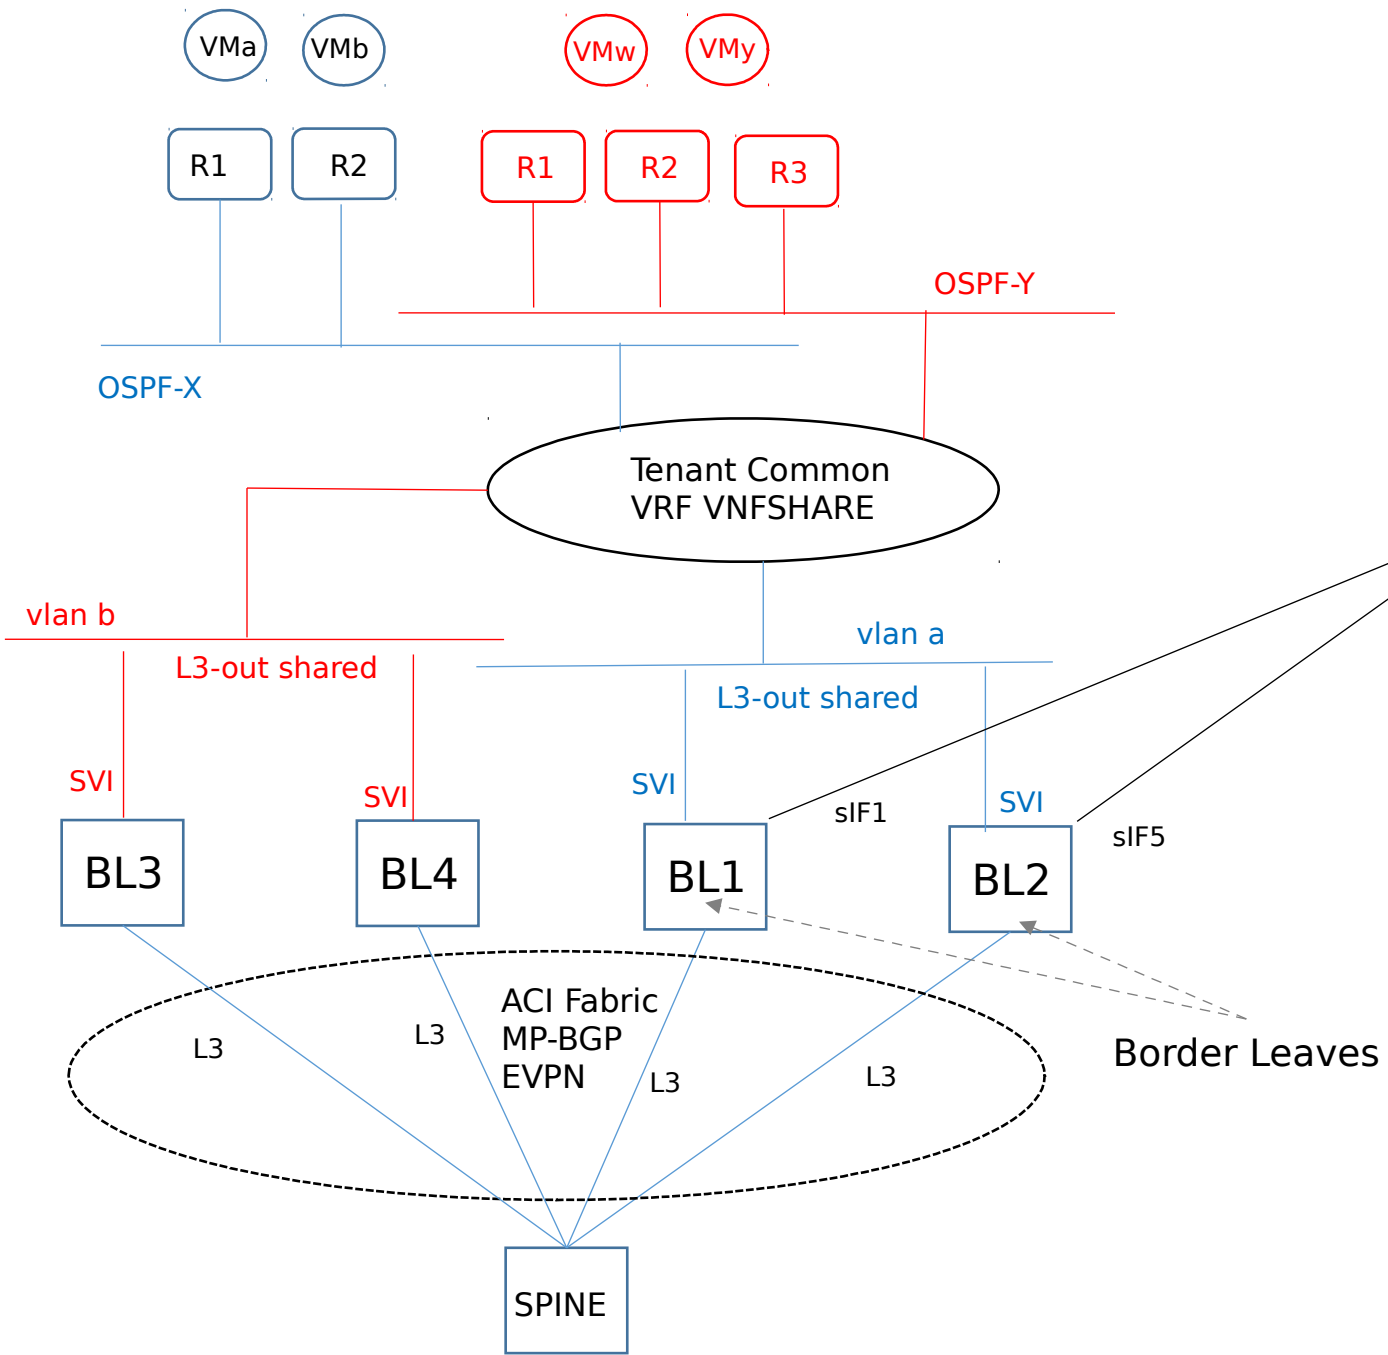 VMa
VMb
VMw
VMy
R1
R2
R1
R2
R3
OSPF-Y
OSPF-X
Tenant Common
VRF VNFSHARE
vlan b
vlan a
L3-out shared
L3-out shared
SVI
SVI
SVI
SVI
sIF1
sIF5
BL3
BL4
BL1
BL2
ACI Fabric
MP-BGP
EVPN
L3
L3
L3
L3
Border Leaves
SPINE